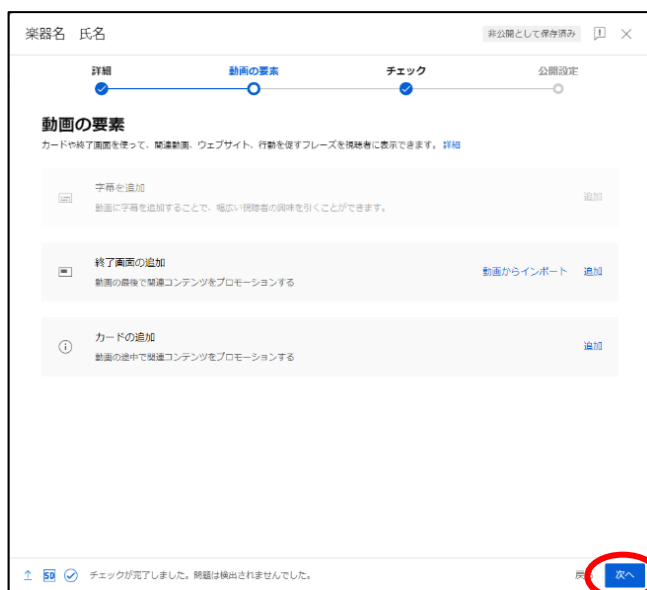 楽器名　氏名
非公開として保存済み
詳細　動画の要素　チェック　公開設定
動画の要素
カードや終了画面を使って、関連動画、ウェブサイト、行動を促すフレーズを視聴者に表示できます。 詳細
字幕を追加
動画に字幕を追加することで、幅広い視聴者の興味を引くことができます。
追加
終了画面の追加
動画の最後で関連コンテンツをプロモーションする
動画からインポート　追加
カードの追加
動画の途中で関連コンテンツをプロモーションする
追加
SD チェックが完了しました。問題は検出されませんでした。
次へ